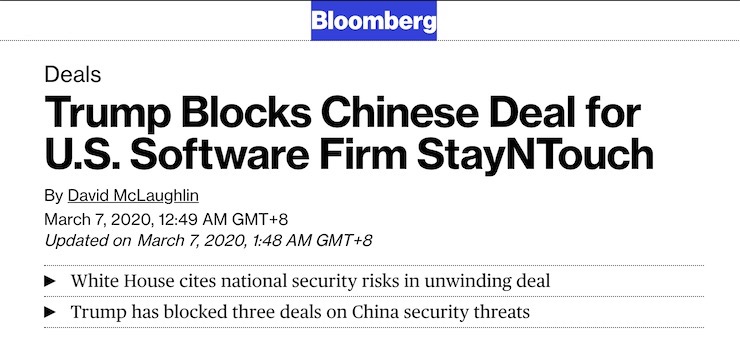 Bloomberg
Deals
Trump Blocks Chinese Deal for
U.S. Software Firm StayNTouch
By David McLaughlin
March 7, 2020, 12:49 AM GMT+8
Updated on March 7, 2020, 1:48 AM GMT+8
▶ White House cites national security risks in unwinding deal
▶ Trump has blocked three deals on China security threats